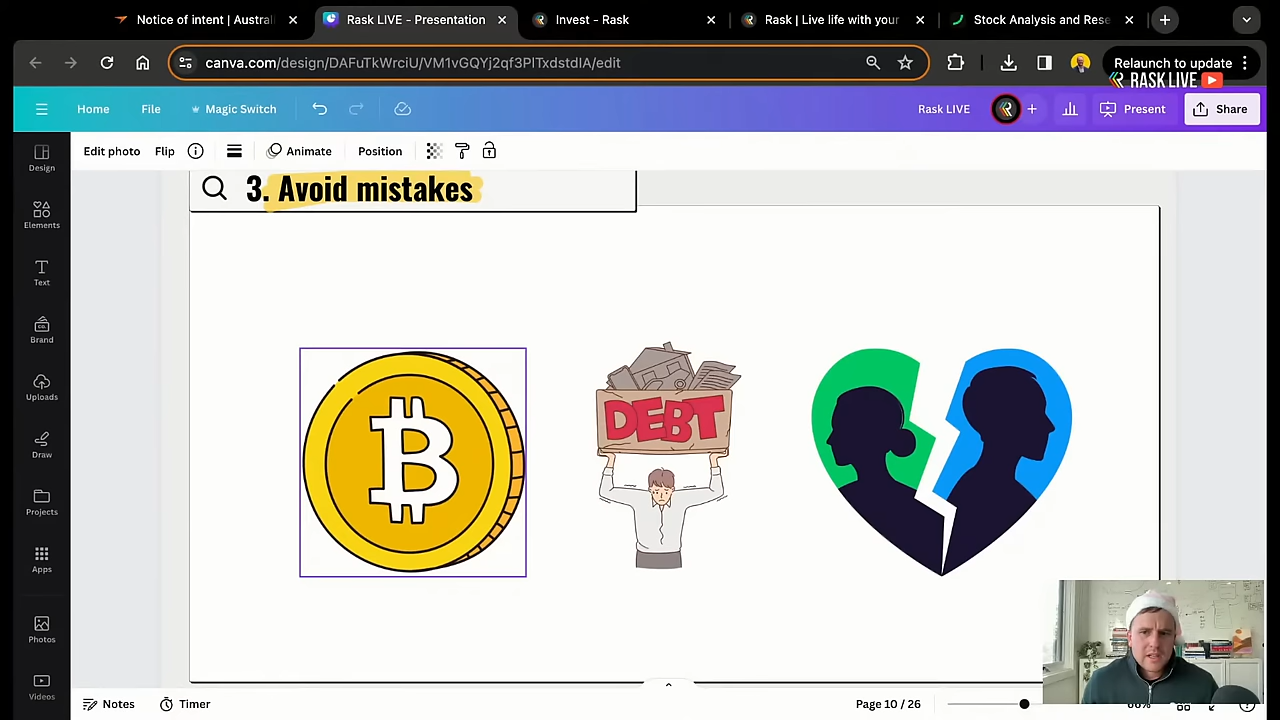 Notice of intent | Austral
Rask LIVE - Presentation
Invest - Rask
Rask | Live life with your
Stock Analysis and Rese
canva.com/design/DAFuTkWrciU/VM1vGQYj2qf3PITxdstdIA/edit
Relaunch to update
RASK LIVE
Home
File
Magic Switch
Rask LIVE
Present
Share
Edit photo
Flip
Animate
Position
Design
Elements
Text
Brand
Uploads
Draw
Projects
Apps
Photos
Videos
3. Avoid mistakes
DEBT
Notes
Timer
Page 10 / 26